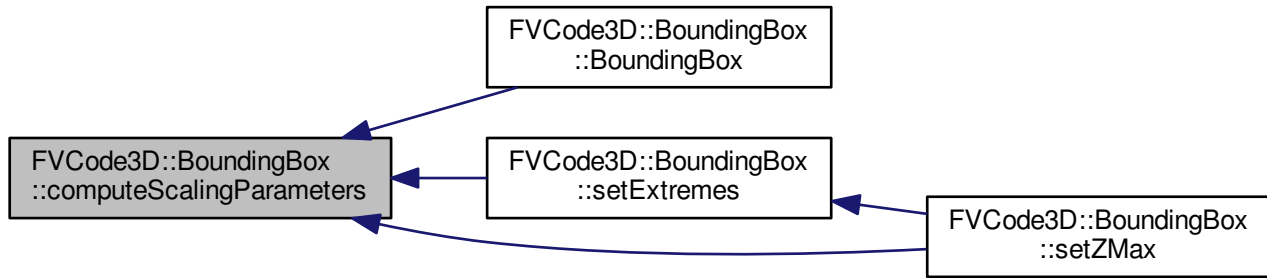 FVCode3D::BoundingBox
::BoundingBox
FVCode3D::BoundingBox
::computeScalingParameters
FVCode3D::BoundingBox
::setExtremes
FVCode3D::BoundingBox
::setZMax